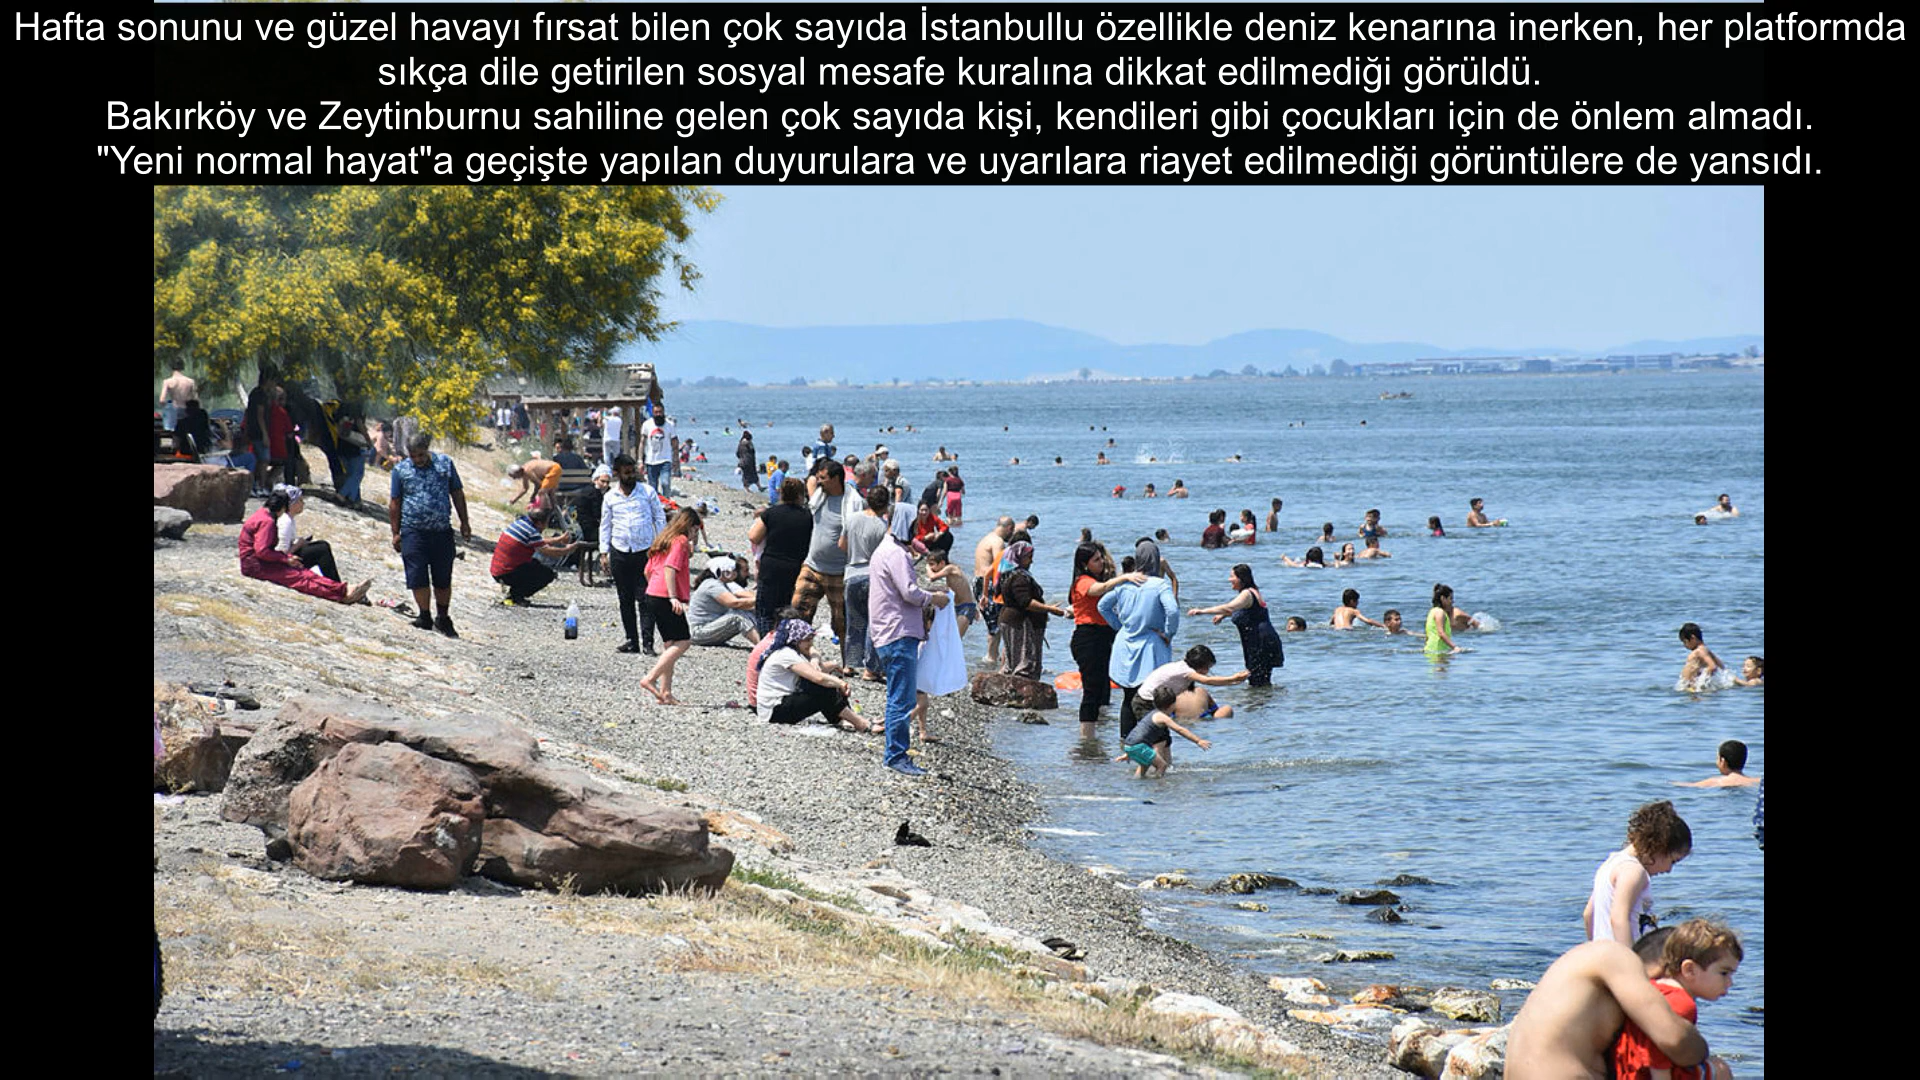 Hafta sonunu ve güzel havayı fırsat bilen çok sayıda İstanbullu özellikle deniz kenarına inerken, her platformda
sıkça dile getirilen sosyal mesafe kuralına dikkat edilmediği görüldü.
Bakırköy ve Zeytinburnu sahiline gelen çok sayıda kişi, kendileri gibi çocukları için de önlem almadı.
"Yeni normal hayat"a geçişte yapılan duyurulara ve uyarılara riayet edilmediği görüntülere de yansıdı.